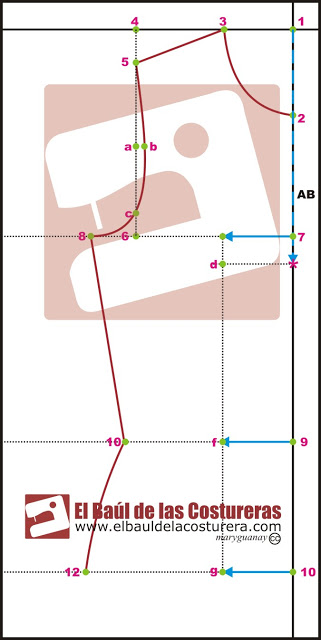 4 3 1
5
2
a b
AB
c
8 6 7
d *
10 f 9
El Baúl de las Costureras
www.elbauldelacosturera.com
maryguanay cc
12 g 10